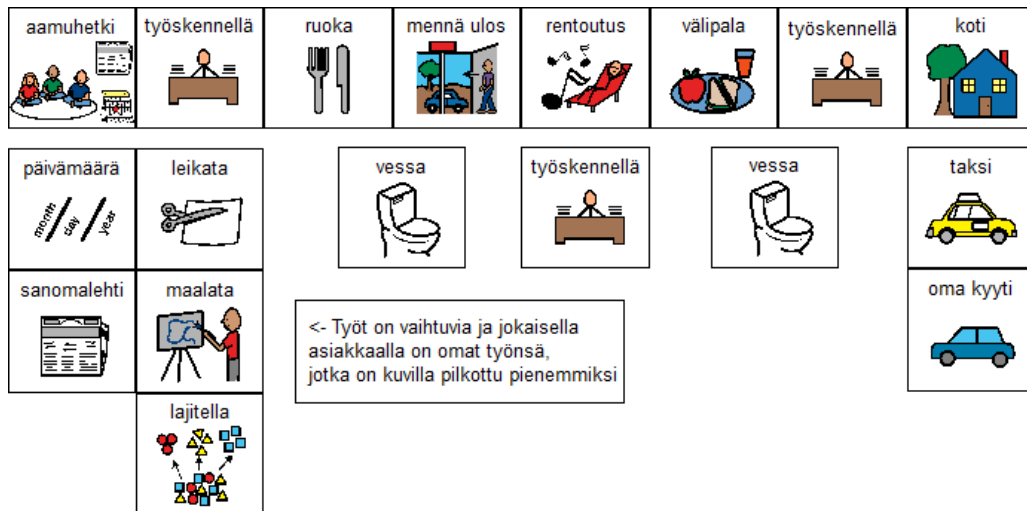 aamuhetki
työskennellä
ruoka
mennä ulos
rentoutus
välipala
työskennellä
koti
päivämäärä
month/day/year
leikata
vessa
työskennellä
vessa
taksi
sanomalehti
maalata
oma kyyti
<- Työt on vaihtuvia ja jokaisella
asiakkaalla on omat työnsä,
jotka on kuvilla pilkottu pienemmiksi
lajitella